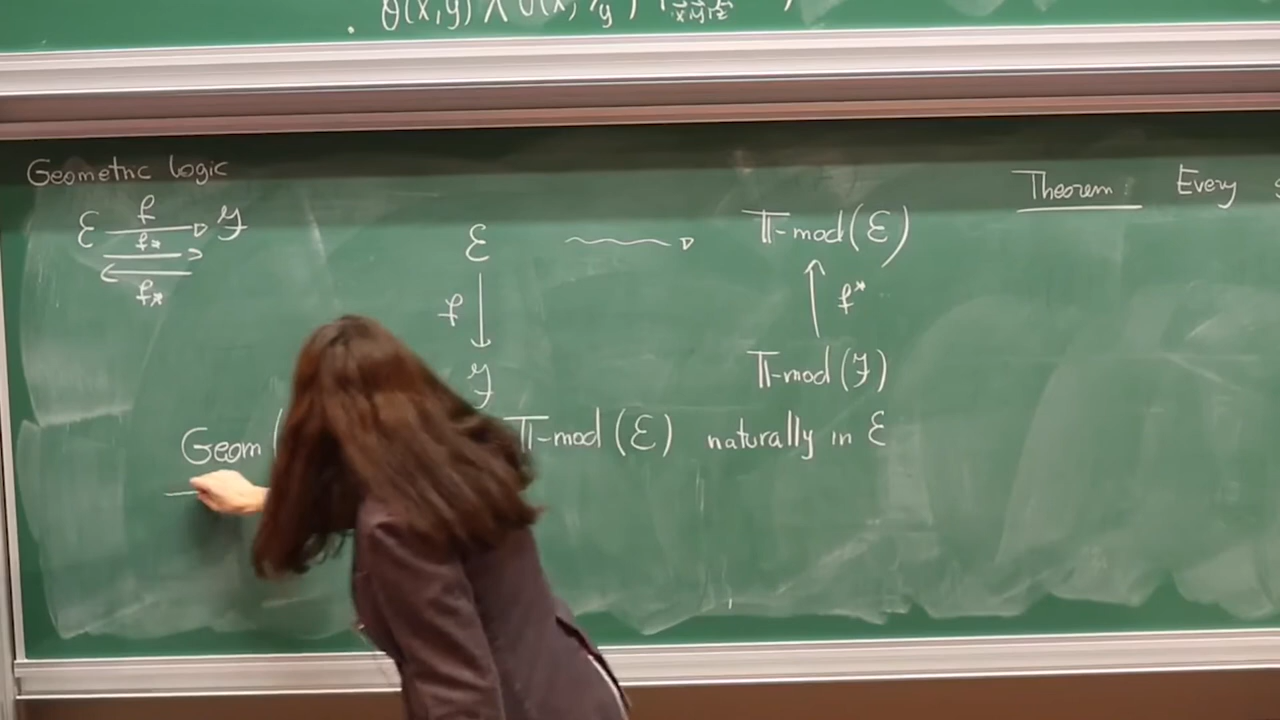 θ(x,y) ∧ θ(x,
Geometric logic
Theorem: Every
ℰ f ℱ
f*
f*
ℰ 𝕋-mod(ℰ)
f f*
ℱ 𝕋-mod(ℱ)
Geom( 𝕋-mod(ℰ) naturally in ℰ